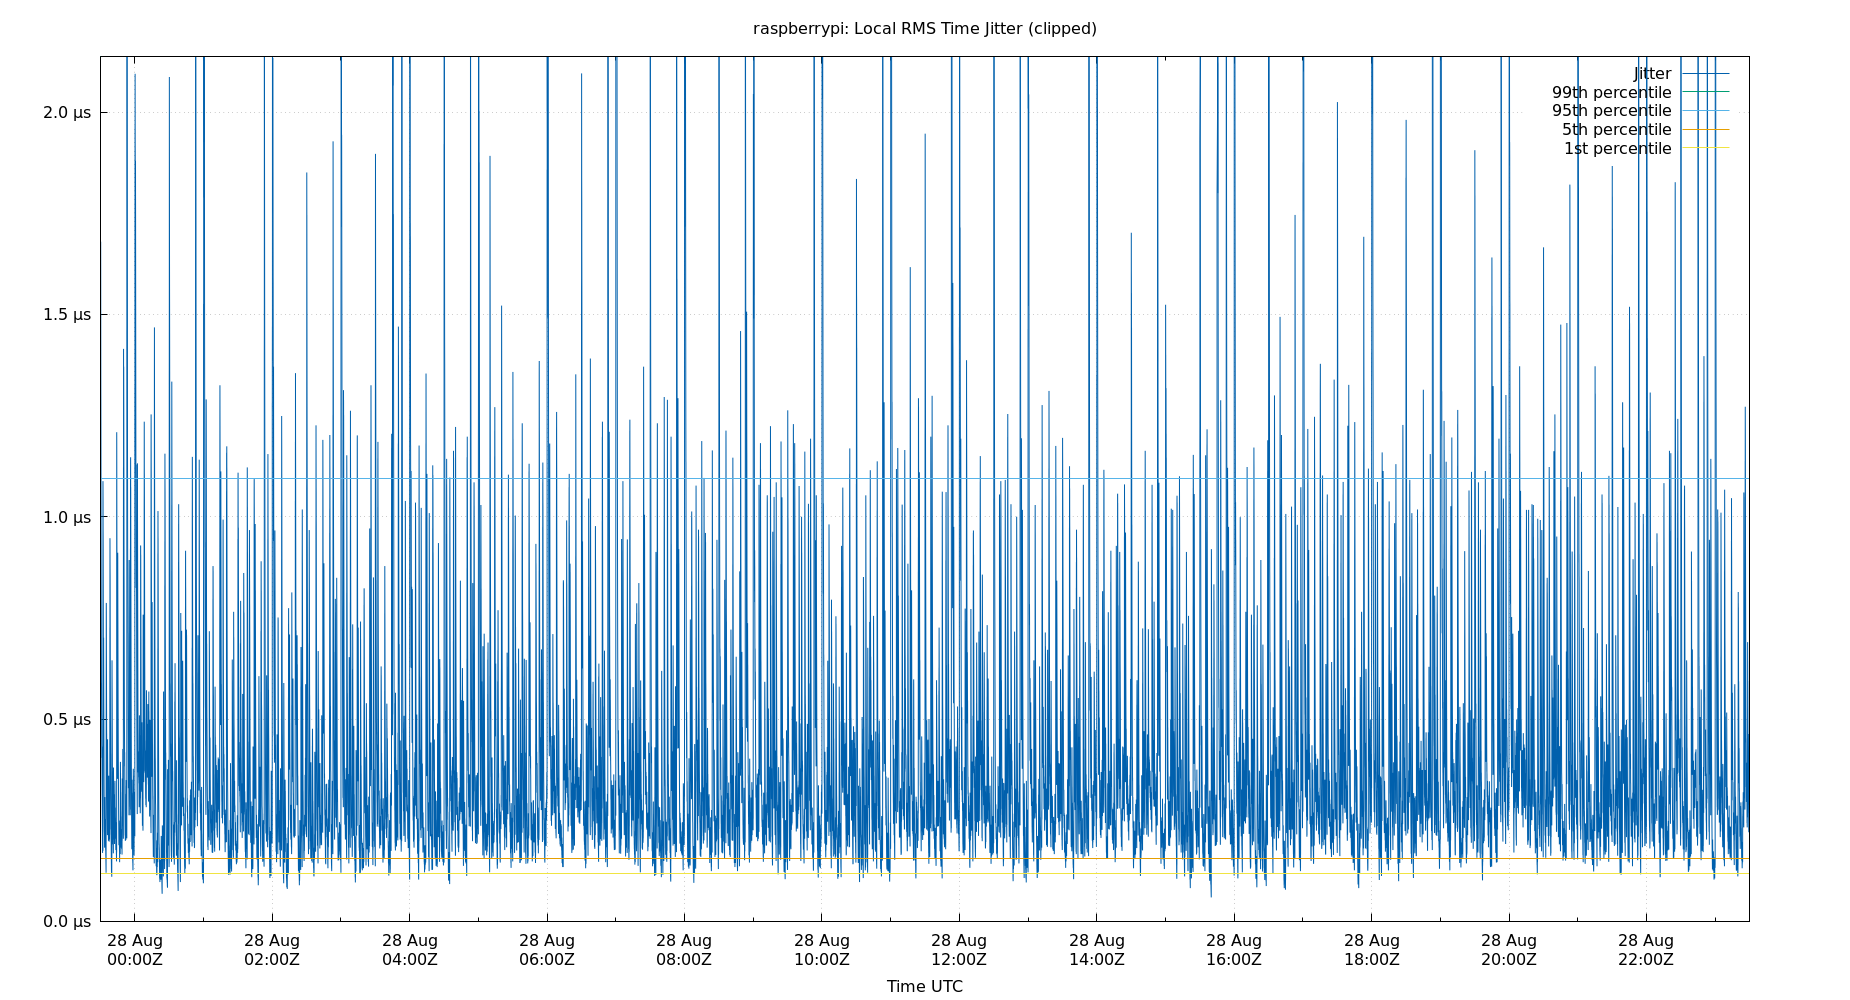 raspberrypi: Local RMS Time Jitter (clipped)
Jitter
99th percentile
95th percentile
5th percentile
1st percentile
2.0 µs
1.5 µs
1.0 µs
0.5 µs
0.0 µs
28 Aug 28 Aug 28 Aug 28 Aug 28 Aug 28 Aug 28 Aug 28 Aug 28 Aug 28 Aug 28 Aug 28 Aug
00:00Z 02:00Z 04:00Z 06:00Z 08:00Z 10:00Z 12:00Z 14:00Z 16:00Z 18:00Z 20:00Z 22:00Z
Time UTC